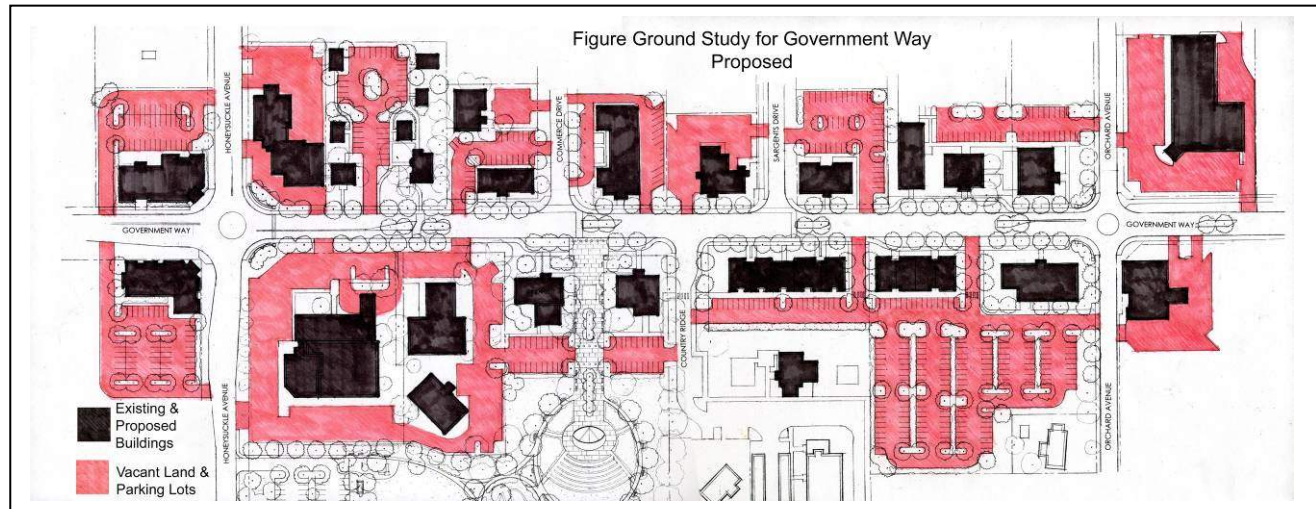 Figure Ground Study for Government Way
Proposed
HONEYSUCKLE AVENUE
COMMERCE DRIVE
SARGENTS DRIVE
ORCHARD AVENUE
GOVERNMENT WAY
GOVERNMENT WAY
COUNTRY RIDGE
HONEYSUCKLE AVENUE
ORCHARD AVENUE
Existing &
Proposed
Buildings
Vacant Land &
Parking Lots